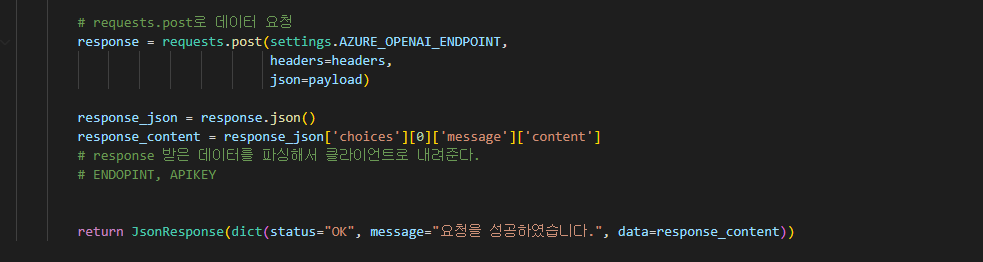 # requests.post로 데이터 요청
response = requests.post(settings.AZURE_OPENAI_ENDPOINT,
headers=headers,
json=payload)
response_json = response.json()
response_content = response_json['choices'][0]['message']['content']
# response 받은 데이터를 파싱해서 클라이언트로 내려준다.
# ENDOPINT, APIKEY
return JsonResponse(dict(status="OK", message="요청을 성공하였습니다.", data=response_content))